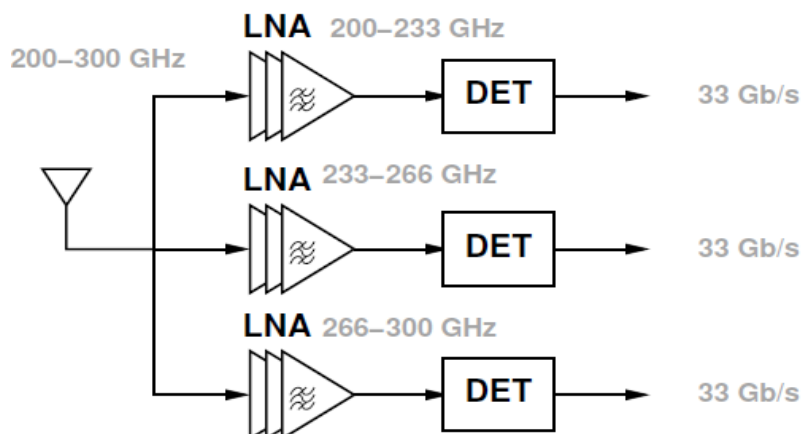 LNA 200–233 GHz
200–300 GHz
DET
33 Gb/s
LNA 233–266 GHz
DET
33 Gb/s
LNA 266–300 GHz
DET
33 Gb/s